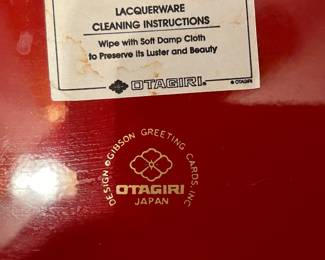 LACQUERWARE
CLEANING INSTRUCTIONS
Wipe with Soft Damp Cloth
to Preserve its Luster and Beauty
OTAGIRI®
© OTAGIRI
DESIGN © GIBSON GREETING CARDS, INC
OTAGIRI
JAPAN